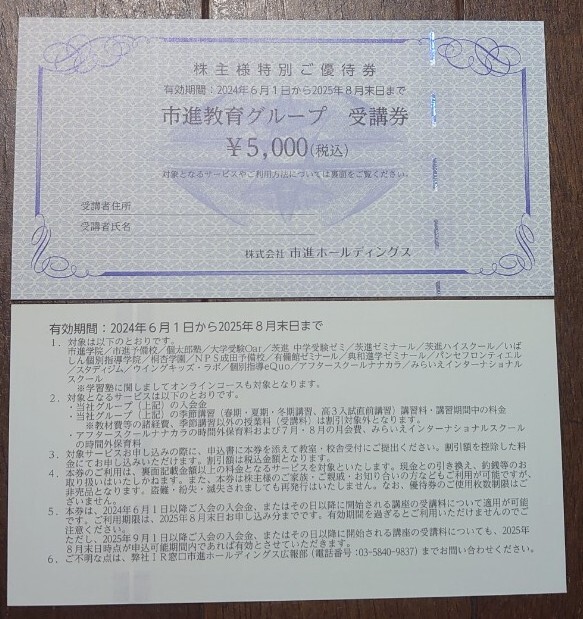 株主様特別ご優待券
有効期間：2024年6月1日から2025年8月末日まで
市進教育グループ　受講券
￥5,000(税込)
対象となるサービスやご利用方法については裏面をご覧ください。
受講者住所
受講者氏名
株式会社 市進ホールディングス
有効期間：2024年6月1日から2025年8月末日まで
1．対象は以下のとおりです。
市進学院／市進予備校／個太郎塾／大学受験Qar／茨進 中学受験ゼミ／茨進ゼミナール／茨進ハイスクール／いば
しん個別指導学院／桐杏学園／NPS成田予備校／有備館ゼミナール／典和進学ゼミナール／パンセフロンティエル
／スタディジム／ウイングキッズ・ラボ／個別指導eQuo／アフタースクールナナカラ／みらいえインターナショナル
スクール
※学習塾に関しましてオンラインコースも対象となります。
2．対象となるサービスは以下のとおりです。
・当社グループ（上記）の入会金
・当社グループ（上記）の季節講習（春期・夏期・冬期講習、高3入試直前講習）講習料・講習期間中の料金
※教材費等の諸経費、季節講習以外の授業料（受講料）は割引対象外となります。
・アフタースクールナナカラの時間外保育料および7月・8月の月会費、みらいえインターナショナルスクール
の時間外保育料
3．対象サービスお申し込みの際に、申込書に本券を添えて教室・校舎受付にご提出ください。割引額を控除した料
金にてお申し込みいただけます。割引額は税込金額となります。
4．本券のご利用は、裏面記載金額以上の料金となるサービスを対象といたします。現金との引き換え、釣銭等のお
取り扱いはいたしかねます。また、本券は株主様のご家族・ご親戚・お知り合いの方などもご利用が可能ですが、
非売品となります。盗難・紛失・滅失されましても再発行はいたしません。なお、優待券のご使用枚数制限はご
ざいません。
5．本券は、2024年6月1日以降ご入会の入会金、またはその日以降に開始される講座の受講料について適用が可能
です。ご利用期限は、2025年8月末日お申し込み分までです。有効期間を過ぎるとご利用いただけませんのでご
注意ください。
ただし、2025年9月1日以降ご入会の入会金、またはその日以降に開始される講座の受講料についても、2025年
8月末日時点が申込可能期間内であれば有効とさせていただきます。
6．ご不明な点は、弊社IR窓口市進ホールディングス広報部（電話番号：03-5840-9837）までお問い合わせください。